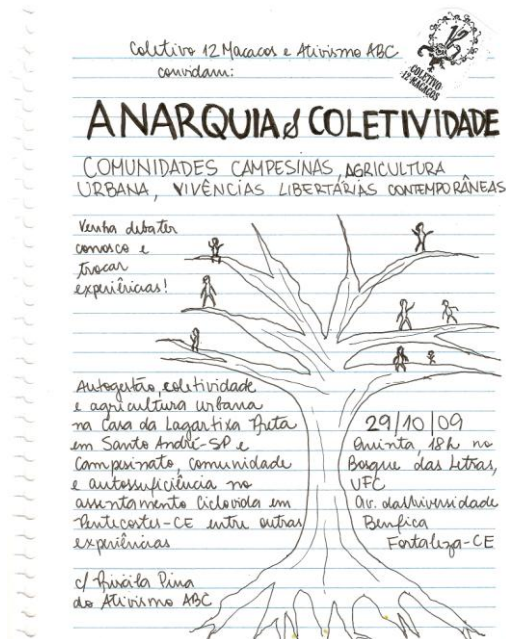 Coletivo 12 Macacos e Ativismo ABC
convidam:
COLETIVO
12 MACACOS
ANARQUIA & COLETIVIDADE
COMUNIDADES CAMPESINAS, AGRICULTURA
URBANA, VIVÊNCIAS LIBERTÁRIAS CONTEMPORÂNEAS
Venha debater
conosco e
trocar
experiências!
Autogestão, coletividade
e agricultura urbana
na Casa da Lagartixa Preta
em Santo André-SP e
Campesinato, comunidade
e autossuficiência no
assentamento Ciclovida em
Pentecostes-CE entre outras
experiências
c/ Priscila Pina
do Ativismo ABC
29/10/09
Quinta, 18h no
Bosque das Letras,
UFC
Av. da Universidade
Benfica
Fortaleza-CE